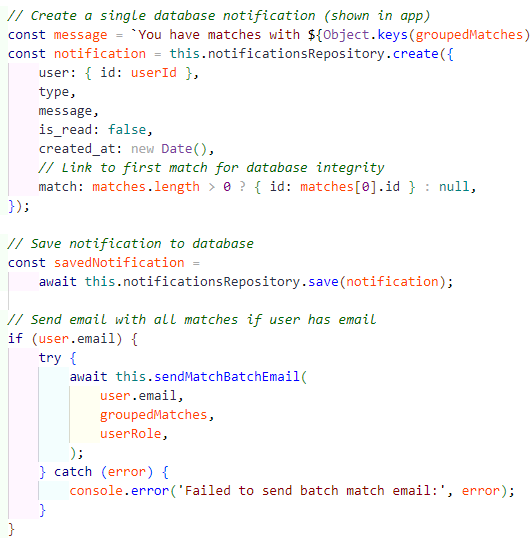 // Create a single database notification (shown in app)
const message = `You have matches with ${Object.keys(groupedMatches)
const notification = this.notificationsRepository.create({
user: { id: userId },
type,
message,
is_read: false,
created_at: new Date(),
// Link to first match for database integrity
match: matches.length > 0 ? { id: matches[0].id } : null,
});
// Save notification to database
const savedNotification =
await this.notificationsRepository.save(notification);
// Send email with all matches if user has email
if (user.email) {
try {
await this.sendMatchBatchEmail(
user.email,
groupedMatches,
userRole,
);
} catch (error) {
console.error('Failed to send batch match email:', error);
}
}